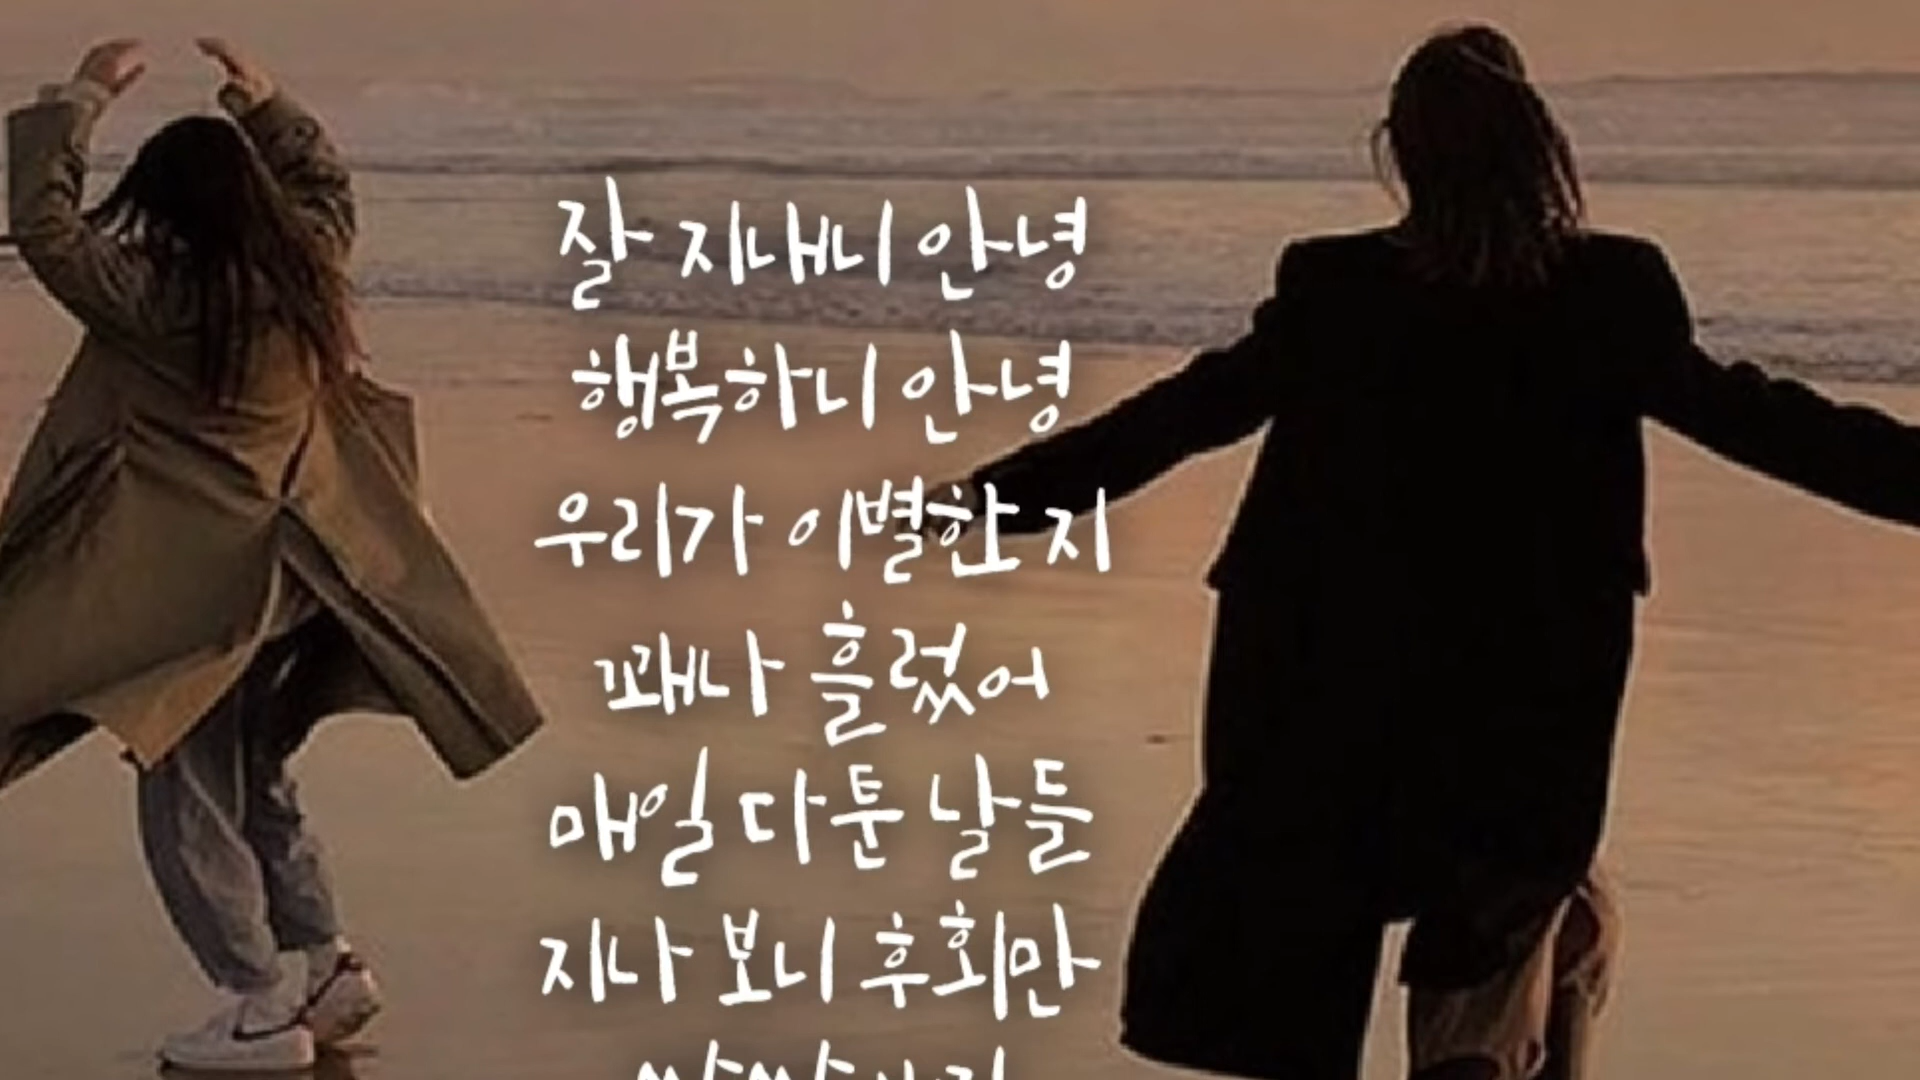 잘 지내니 안녕
행복하니 안녕
우리가 이별한 지
꽤나 흘렀어
매일 다툰 날들
지나 보니 후회만